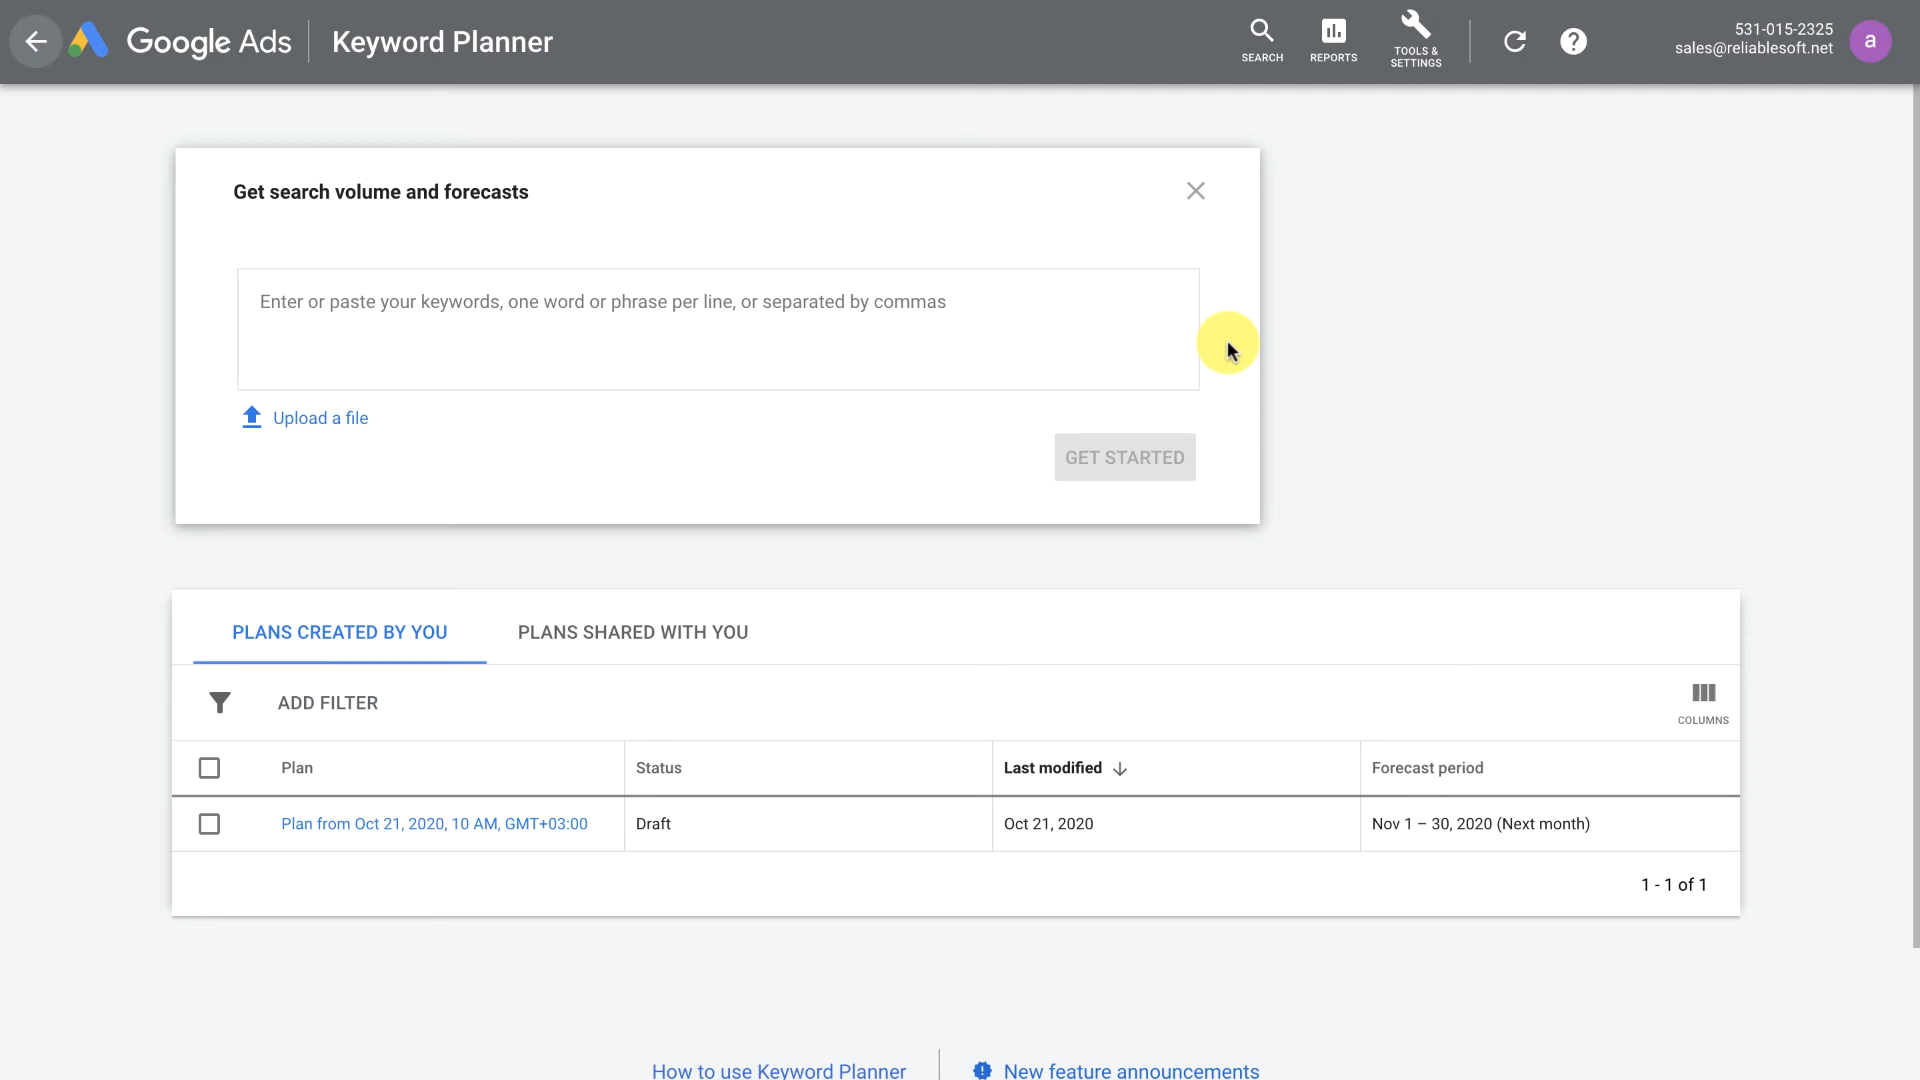 Google Ads
Keyword Planner
SEARCH
REPORTS
TOOLS &
SETTINGS
?
531-015-2325
sales@reliablesoft.net
a
Get search volume and forecasts
Enter or paste your keywords, one word or phrase per line, or separated by commas
Upload a file
GET STARTED
PLANS CREATED BY YOU
PLANS SHARED WITH YOU
ADD FILTER
COLUMNS
Plan
Status
Last modified
Forecast period
Plan from Oct 21, 2020, 10 AM, GMT+03:00
Draft
Oct 21, 2020
Nov 1 – 30, 2020 (Next month)
1 - 1 of 1
How to use Keyword Planner
New feature announcements